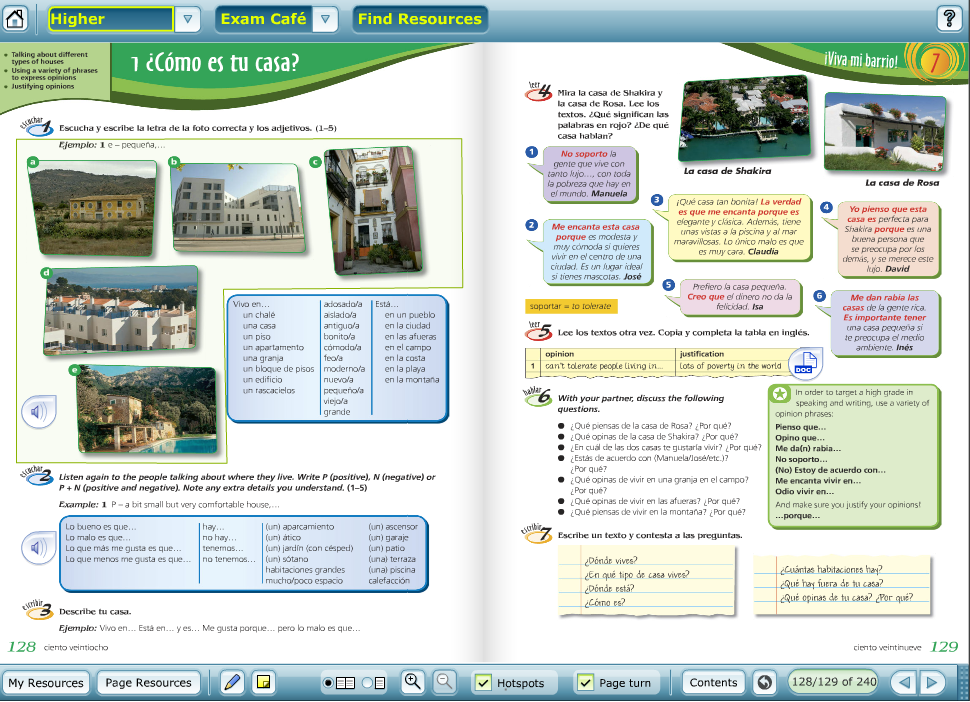 Higher
Exam Café
Find Resources
?
• Talking about different
types of houses
• Using a variety of phrases
to express opinions
• Justifying opinions
1 ¿Cómo es tu casa?
escuchar 1
Escucha y escribe la letra de la foto correcta y los adjetivos. (1–5)
Ejemplo: 1 e – pequeña,…
a
b
c
d
e
Vivo en…
un chalé
una casa
un piso
un apartamento
una granja
un bloque de pisos
un edificio
un rascacielos
adosado/a
aislado/a
antiguo/a
bonito/a
cómodo/a
feo/a
moderno/a
nuevo/a
pequeño/a
viejo/a
grande
Está…
en un pueblo
en la ciudad
en las afueras
en el campo
en la costa
en la playa
en la montaña
escuchar 2
Listen again to the people talking about where they live. Write P (positive), N (negative) or
P + N (positive and negative). Note any extra details you understand. (1–5)
Example: 1 P – a bit small but very comfortable house,…
Lo bueno es que…
Lo malo es que…
Lo que más me gusta es que…
Lo que menos me gusta es que…
hay…
no hay…
tenemos…
no tenemos…
(un) aparcamiento
(un) ático
(un) jardín (con césped)
(un) sótano
habitaciones grandes
mucho/poco espacio
(un) ascensor
(un) garaje
(un) patio
(una) terraza
(una) piscina
calefacción
escribir 3
Describe tu casa.
Ejemplo: Vivo en… Está en… y es… Me gusta porque… pero lo malo es que…
128 ciento veintiocho
¡Viva mi barrio!
7
leer 4
Mira la casa de Shakira y
la casa de Rosa. Lee los
textos. ¿Qué significan las
palabras en rojo? ¿De qué
casa hablan?
La casa de Shakira
La casa de Rosa
1
No soporto la
gente que vive con
tanto lujo…, con toda
la pobreza que hay en
el mundo. Manuela
2
Me encanta esta casa
porque es modesta y
muy cómoda si quieres
vivir en el centro de una
ciudad. Es un lugar ideal
si tienes mascotas. José
3
¡Qué casa tan bonita! La verdad
es que me encanta porque es
elegante y clásica. Además, tiene
unas vistas a la piscina y al mar
maravillosas. Lo único malo es que
es muy cara. Claudia
4
Yo pienso que esta
casa es perfecta para
Shakira porque es una
buena persona que
se preocupa por los
demás, y se merece este
lujo. David
5
Prefiero la casa pequeña.
Creo que el dinero no da la
felicidad. Isa
6
Me dan rabia las
casas de la gente rica.
Es importante tener
una casa pequeña si
te preocupa el medio
ambiente. Inés
soportar = to tolerate
leer 5
Lee los textos otra vez. Copia y completa la tabla en inglés.
opinion justification
1 can't tolerate people living in… lots of poverty in the world
DOC
hablar 6
With your partner, discuss the following
questions.
● ¿Qué piensas de la casa de Rosa? ¿Por qué?
● ¿Qué opinas de la casa de Shakira? ¿Por qué?
● ¿En cuál de las dos casas te gustaría vivir? ¿Por qué?
● ¿Estás de acuerdo con (Manuela/José/etc.)?
¿Por qué?
● ¿Qué opinas de vivir en una granja en el campo?
¿Por qué?
● ¿Qué opinas de vivir en las afueras? ¿Por qué?
● ¿Qué piensas de vivir en la montaña? ¿Por qué?
In order to target a high grade in
speaking and writing, use a variety of
opinion phrases:
Pienso que…
Opino que…
Me da(n) rabia…
No soporto…
(No) Estoy de acuerdo con…
Me encanta vivir en…
Odio vivir en…
And make sure you justify your opinions!
…porque…
escribir 7
Escribe un texto y contesta a las preguntas.
¿Dónde vives?
¿En qué tipo de casa vives?
¿Dónde está?
¿Cómo es?
¿Cuántas habitaciones hay?
¿Qué hay fuera de tu casa?
¿Qué opinas de tu casa? ¿Por qué?
ciento veintinueve 129
My Resources
Page Resources
Hotspots
Page turn
Contents
128/129 of 240